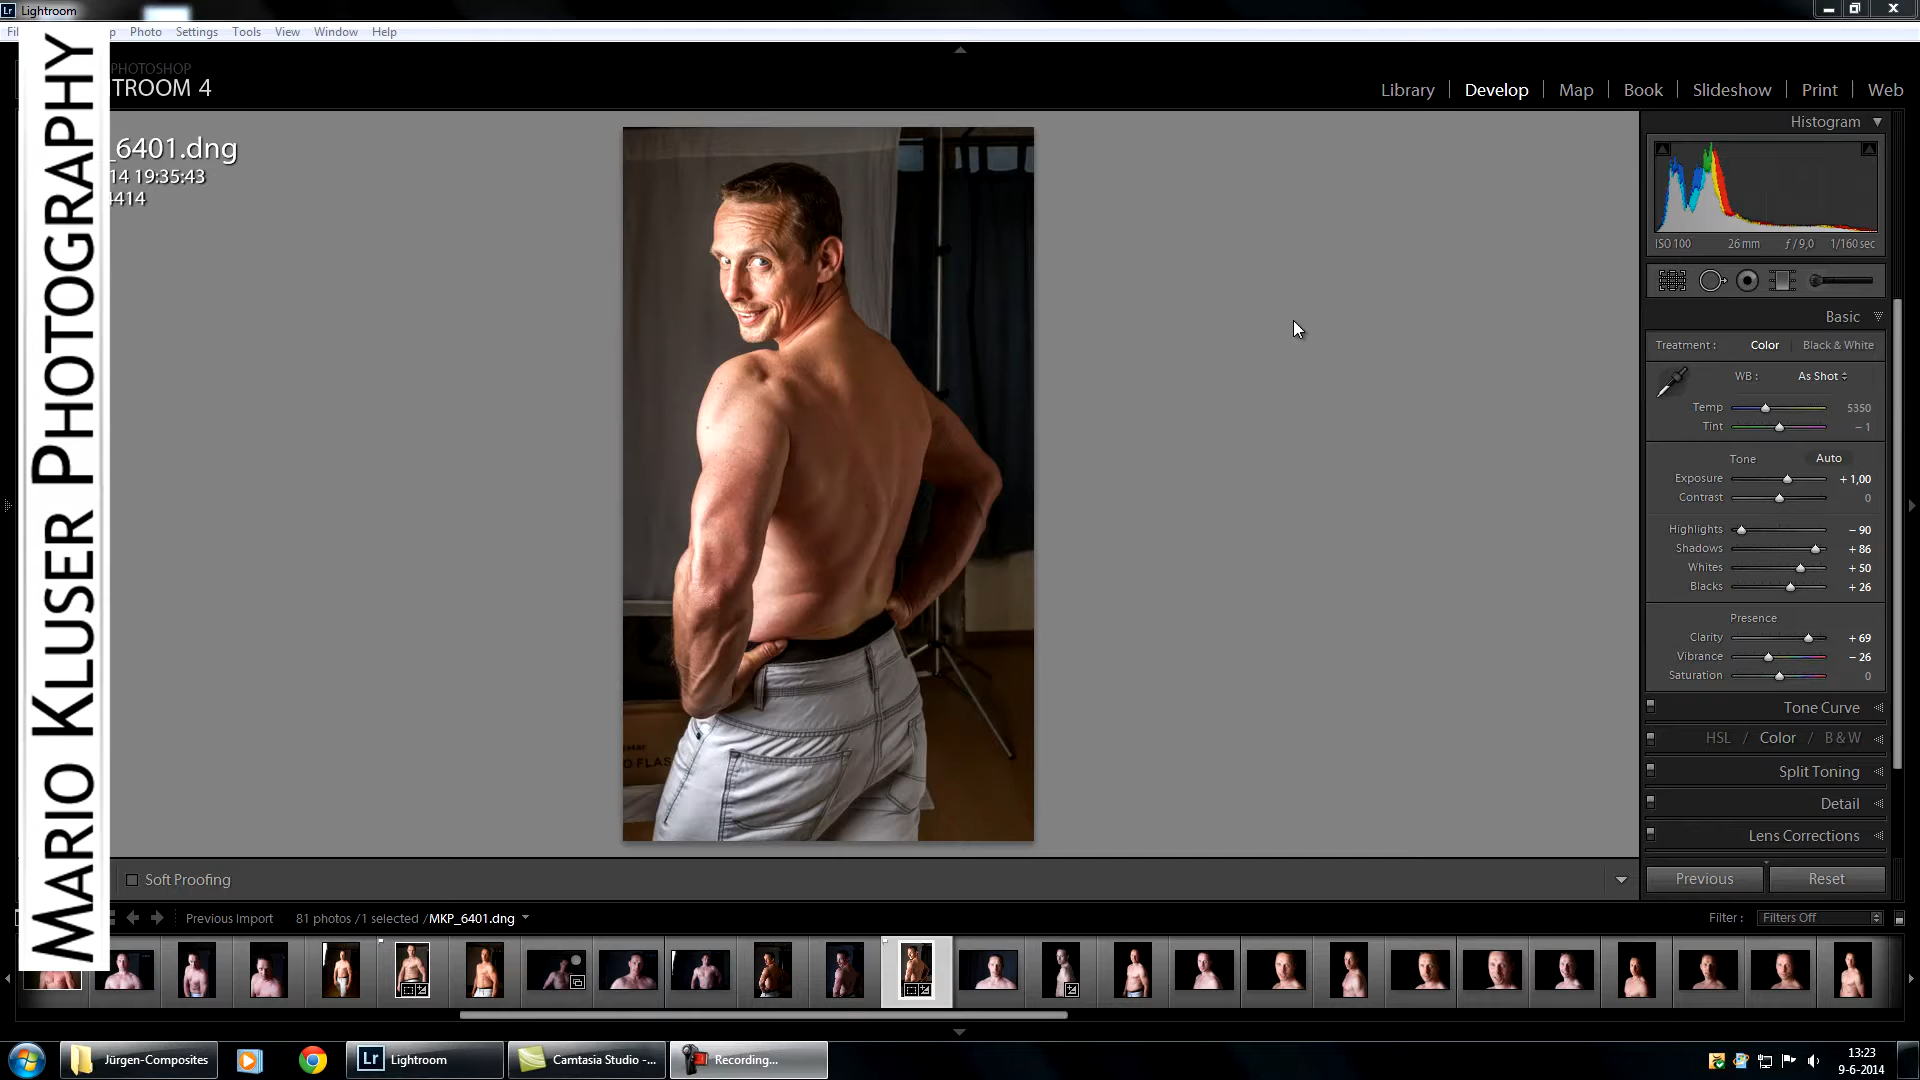 Lightroom
Photo Settings Tools View Window Help
PHOTOSHOP
TROOM 4
Library Develop Map Book Slideshow Print Web
_6401.dng
14 19:35:43
4414
MARIO KLUSER PHOTOGRAPHY
Histogram
ISO 100 26 mm ƒ / 9,0 1/160 sec
Basic
Treatment : Color Black & White
WB : As Shot
Temp 5350
Tint – 1
Tone Auto
Exposure + 1,00
Contrast 0
Highlights – 90
Shadows + 86
Whites + 50
Blacks + 26
Presence
Clarity + 69
Vibrance – 26
Saturation 0
Tone Curve
HSL / Color / B & W
Split Toning
Detail
Lens Corrections
Previous Reset
O FLAS
Soft Proofing
Previous Import 81 photos / 1 selected / MKP_6401.dng
Filter : Filters Off
Jürgen-Composites
Lr Lightroom
Camtasia Studio -...
Recording...
13:23
9-6-2014